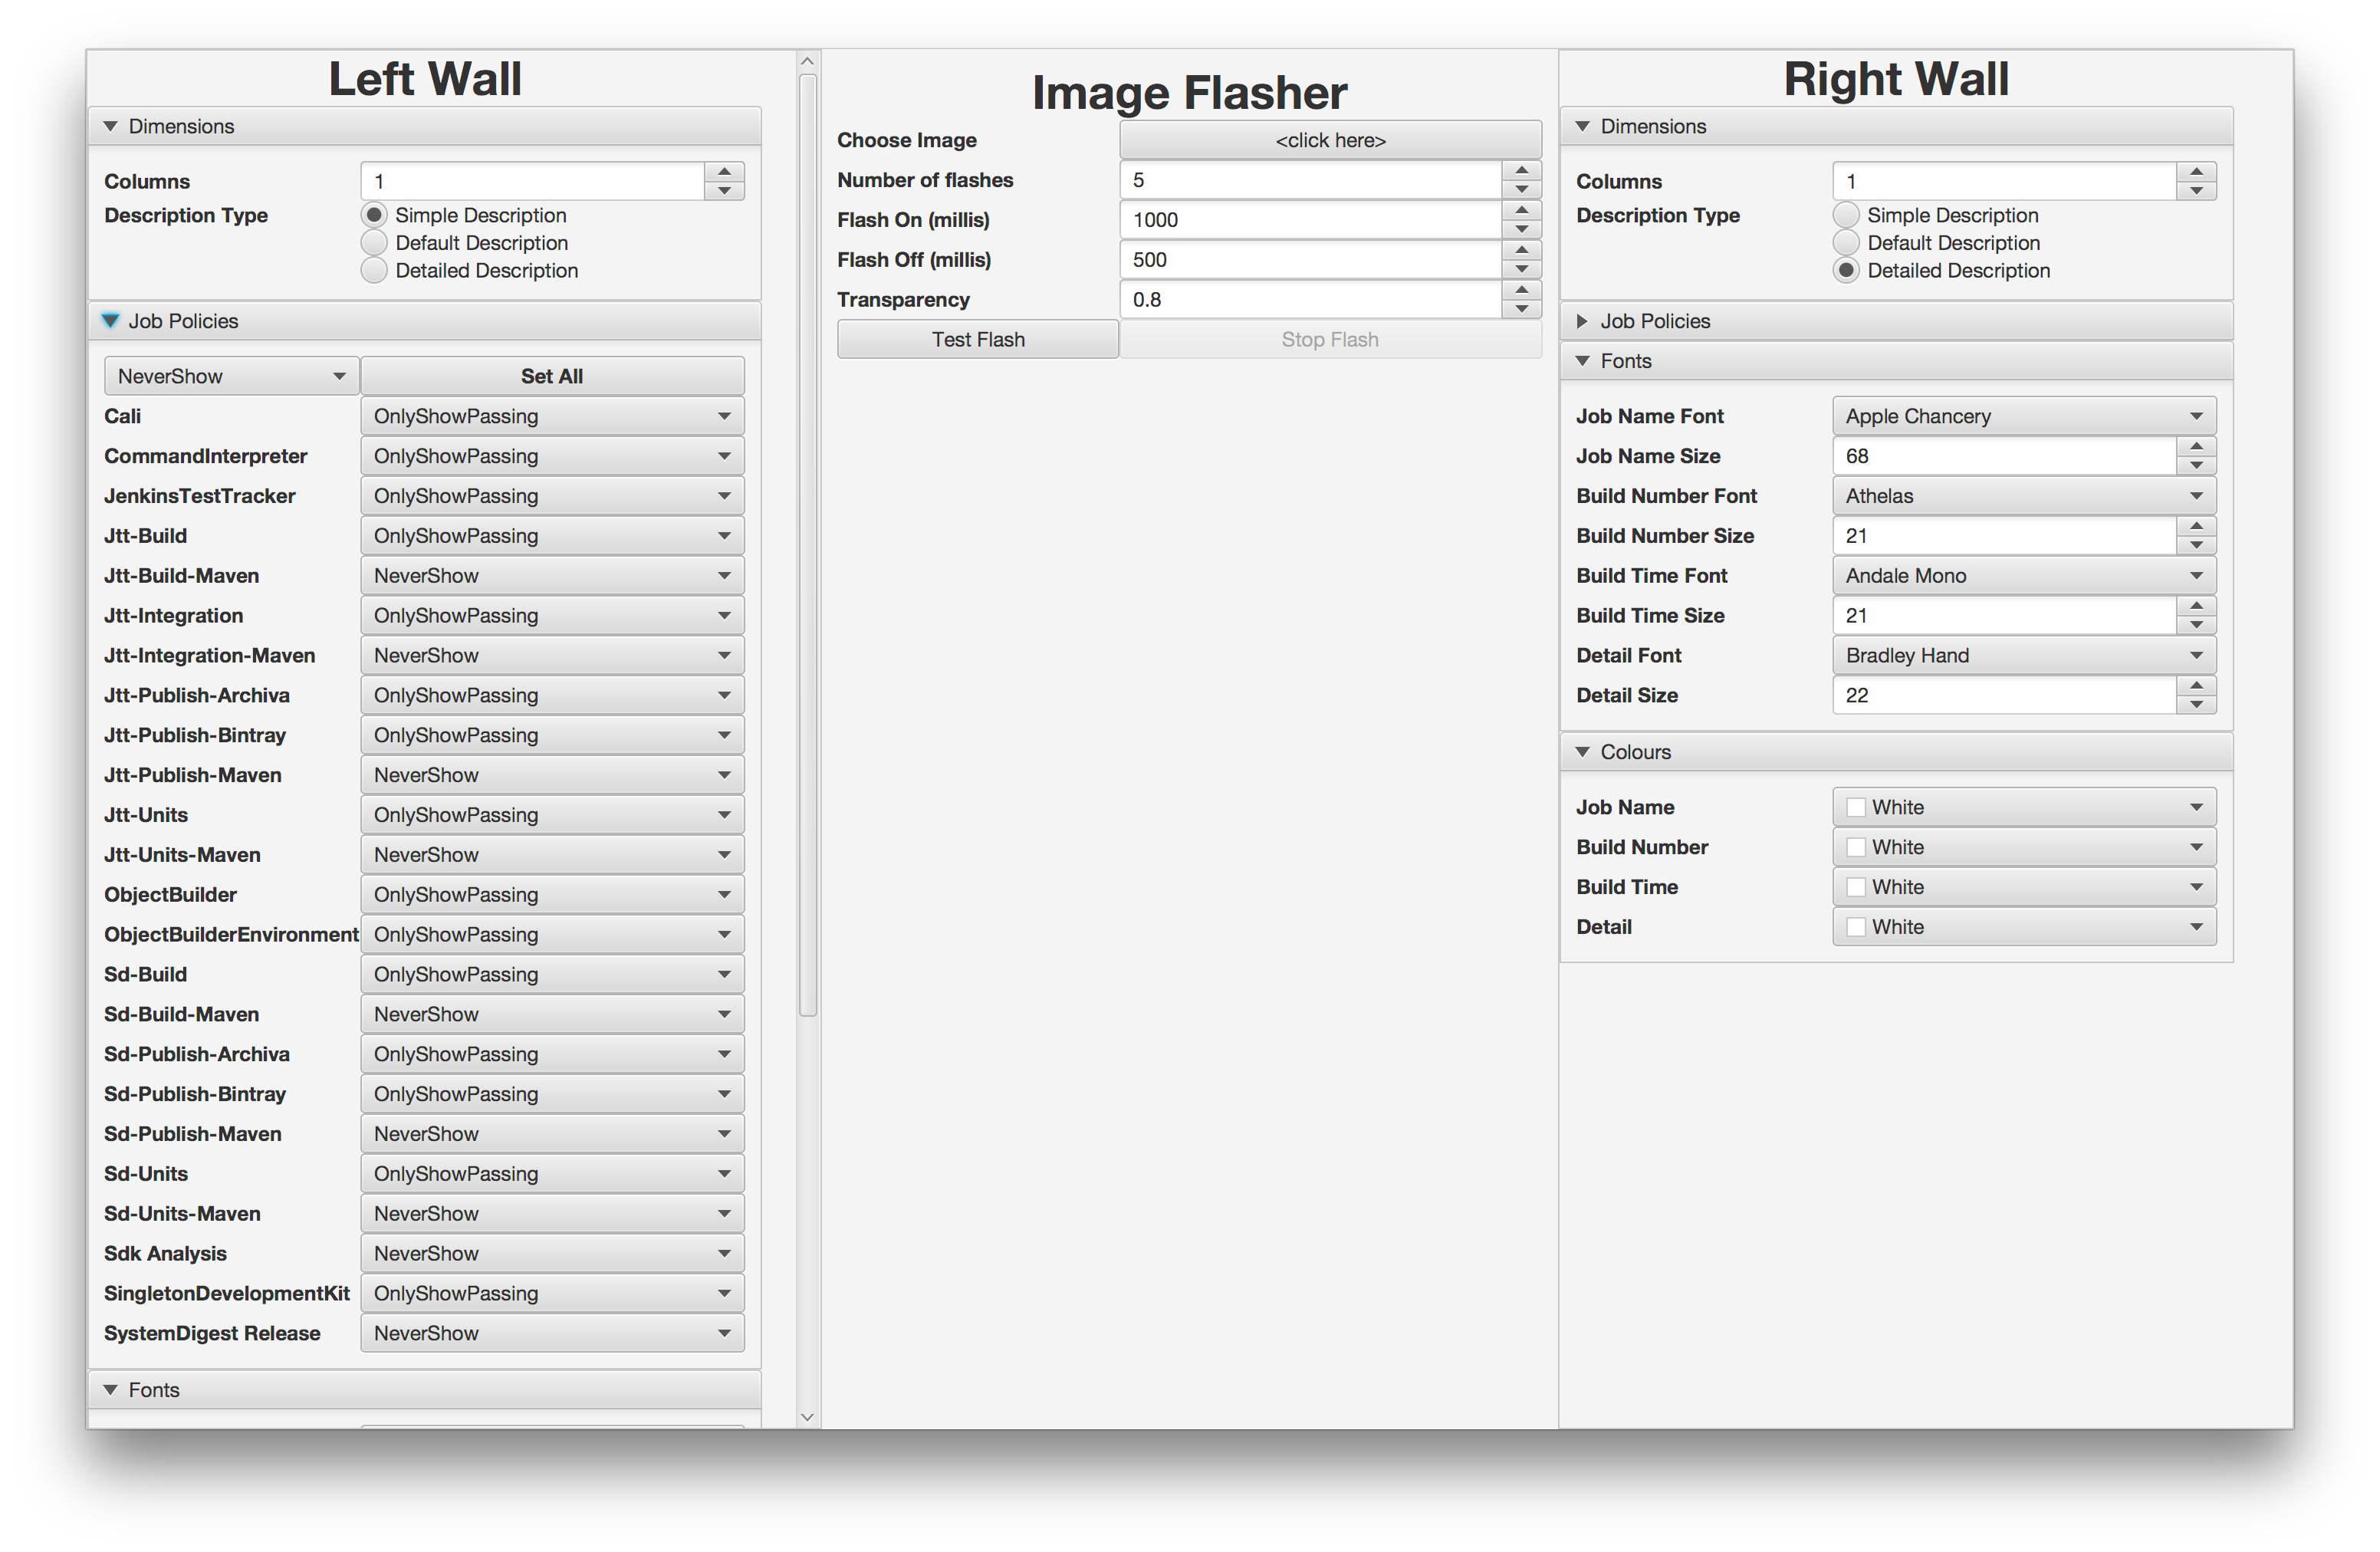 Left Wall
Dimensions
Columns 1
Description Type Simple Description
Default Description
Detailed Description
Job Policies
NeverShow Set All
Cali OnlyShowPassing
CommandInterpreter OnlyShowPassing
JenkinsTestTracker OnlyShowPassing
Jtt-Build OnlyShowPassing
Jtt-Build-Maven NeverShow
Jtt-Integration OnlyShowPassing
Jtt-Integration-Maven NeverShow
Jtt-Publish-Archiva OnlyShowPassing
Jtt-Publish-Bintray OnlyShowPassing
Jtt-Publish-Maven NeverShow
Jtt-Units OnlyShowPassing
Jtt-Units-Maven NeverShow
ObjectBuilder OnlyShowPassing
ObjectBuilderEnvironment OnlyShowPassing
Sd-Build OnlyShowPassing
Sd-Build-Maven NeverShow
Sd-Publish-Archiva OnlyShowPassing
Sd-Publish-Bintray OnlyShowPassing
Sd-Publish-Maven NeverShow
Sd-Units OnlyShowPassing
Sd-Units-Maven NeverShow
Sdk Analysis NeverShow
SingletonDevelopmentKit OnlyShowPassing
SystemDigest Release NeverShow
Fonts
Image Flasher
Choose Image <click here>
Number of flashes 5
Flash On (millis) 1000
Flash Off (millis) 500
Transparency 0.8
Test Flash Stop Flash
Right Wall
Dimensions
Columns 1
Description Type Simple Description
Default Description
Detailed Description
Job Policies
Fonts
Job Name Font Apple Chancery
Job Name Size 68
Build Number Font Athelas
Build Number Size 21
Build Time Font Andale Mono
Build Time Size 21
Detail Font Bradley Hand
Detail Size 22
Colours
Job Name White
Build Number White
Build Time White
Detail White